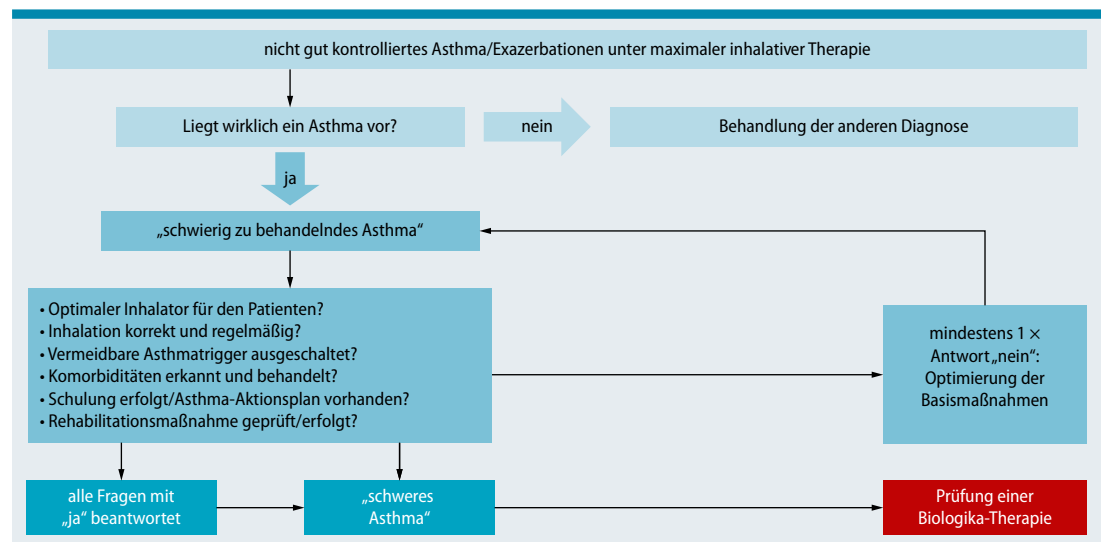 nicht gut kontrolliertes Asthma/Exazerbationen unter maximaler inhalativer Therapie
Liegt wirklich ein Asthma vor?
nein
Behandlung der anderen Diagnose
ja
„schwierig zu behandelndes Asthma“
• Optimaler Inhalator für den Patienten?
• Inhalation korrekt und regelmäßig?
• Vermeidbare Asthmatrigger ausgeschaltet?
• Komorbiditäten erkannt und behandelt?
• Schulung erfolgt/Asthma-Aktionsplan vorhanden?
• Rehabilitationsmaßnahme geprüft/erfolgt?
mindestens 1 ×
Antwort „nein“:
Optimierung der
Basismaßnahmen
alle Fragen mit
„ja“ beantwortet
„schweres
Asthma“
Prüfung einer
Biologika-Therapie